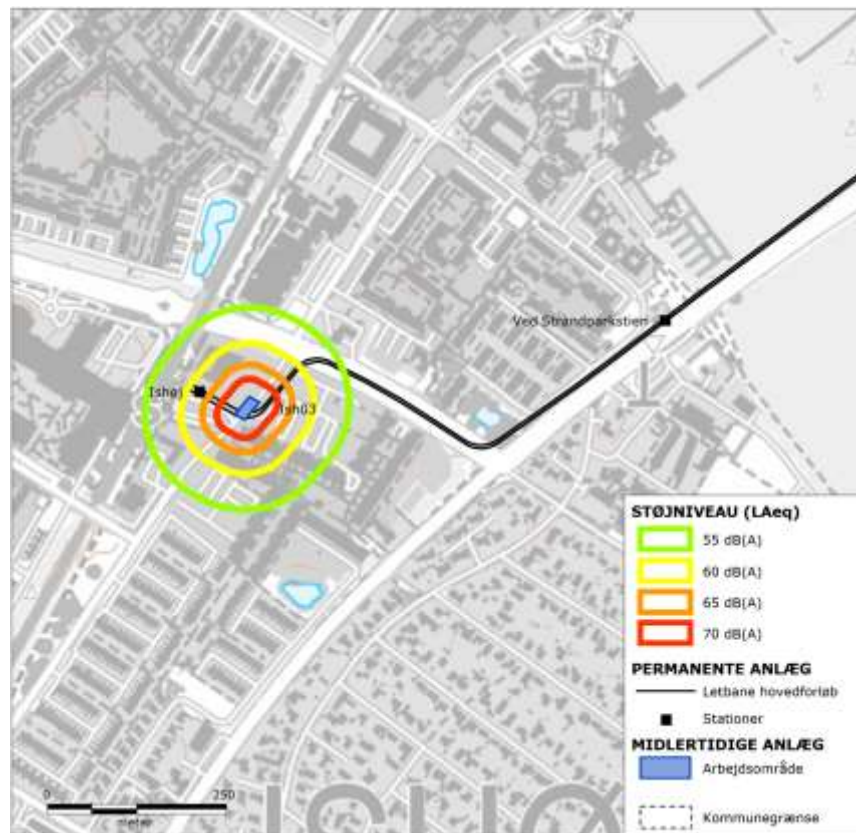 Ved Strandparkstien
Ishøj
Ish03
STØJNIVEAU (LAeq)
55 dB(A)
60 dB(A)
65 dB(A)
70 dB(A)
PERMANENTE ANLÆG
Letbane hovedforløb
Stationer
MIDLERTIDIGE ANLÆG
Arbejdsområde
Kommunegrænse
0 250
meter
ISHØ